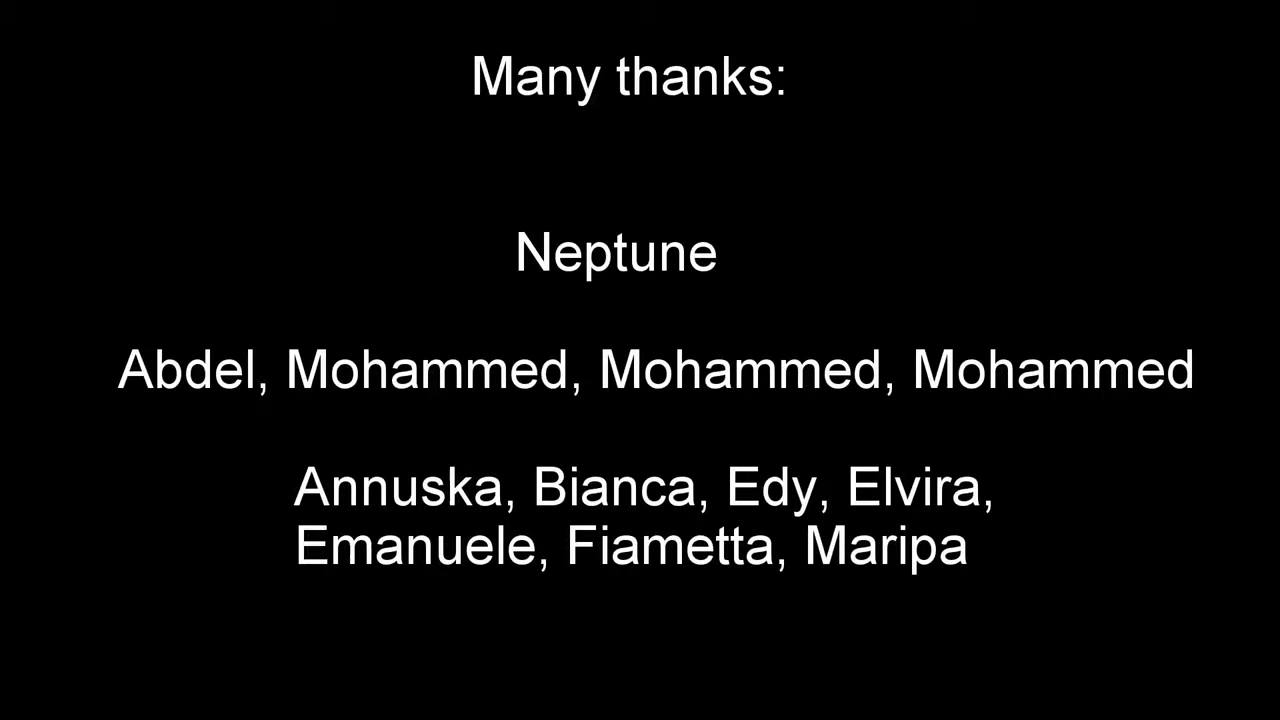 Many thanks:
Neptune
Abdel, Mohammed, Mohammed, Mohammed
Annuska, Bianca, Edy, Elvira,
Emanuele, Fiametta, Maripa